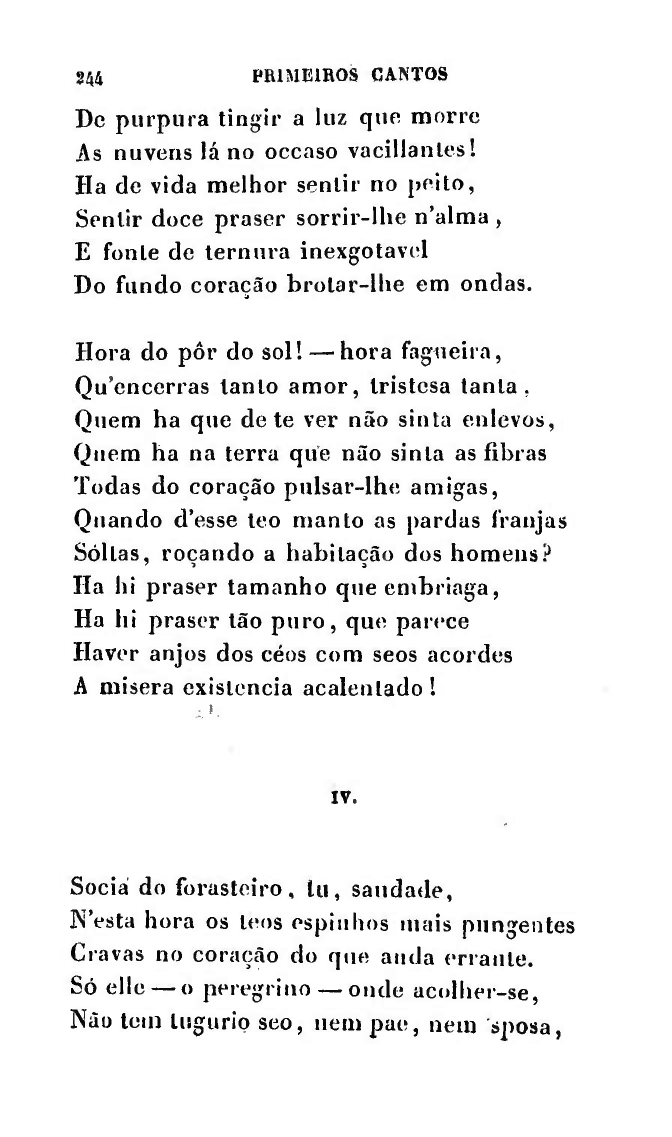 244 PRIMEIROS CANTOS
De purpura tingir a luz que morre
As nuvens lá no occaso vacillantes!
Ha de vida melhor sentir no peito,
Sentir doce praser sorrir-lhe n'alma,
E fonte de ternura inexgotavel
Do fundo coração brotar-lhe em ondas.
Hora do pôr do sol! — hora fagueira,
Qu'encerras tanto amor, tristesa tanta.
Quem ha que de te ver não sinta enlevos,
Quem ha na terra que não sinta as fibras
Todas do coração pulsar-lhe amigas,
Quando d'esse teo manto as pardas franjas
Sóltas, roçando a habitação dos homens?
Ha hi praser tamanho que embriaga,
Ha hi praser tão puro, que parece
Haver anjos dos céos com seos acordes
A misera existencia acalentado!
IV.
Socia do forasteiro, tu, saudade,
N'esta hora os teos espinhos mais pungentes
Cravas no coração do que anda errante.
Só elle — o peregrino — onde acolher-se,
Não tem tugurio seo, nem pae, nem 'sposa,